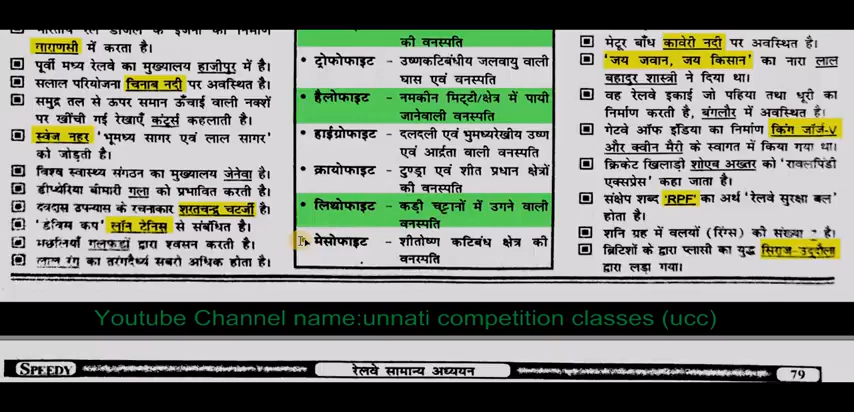 वाराणसी में करता है।
पूर्वी मध्य रेलवे का मुख्यालय हाजीपुर में है।
सलाल परियोजना चिनाब नदी पर अवस्थित है।
समुद्र तल से ऊपर समान ऊँचाई वाली नक्शों
पर खींची गई रेखाएँ कंटूर्स कहलाती है।
स्वेज नहर 'भूमध्य सागर एवं लाल सागर'
को जोड़ती है।
विश्व स्वास्थ्य संगठन का मुख्यालय जेनेवा है।
डीप्थेरिया बीमारी गला को प्रभावित करती है।
देवदास उपन्यास के रचनाकार शरतचन्द्र चटर्जी है।
'डेविस कप' लॉन टेनिस से संबंधित है।
मछलियाँ गलफड़ों द्वारा श्वसन करती है।
लाल रंग का तरंगदैर्ध्य सबसे अधिक होता है।
की वनस्पति
• ट्रोफोफाइट - उष्णकटिबंधीय जलवायु वाली
घास एवं वनस्पति
• हैलोफाइट - नमकीन मिट्टी/क्षेत्र में पायी
जानेवाली वनस्पति
• हाईग्रोफाइट - दलदली एवं भुमध्यरेखीय उष्ण
एवं आर्द्रता वाली वनस्पति
• क्रायोफाइट - टुण्ड्रा एवं शीत प्रधान क्षेत्रों
की वनस्पति
• लिथोफाइट - कड़ी चट्टानों में उगने वाली
वनस्पति
मेसोफाइट - शीतोष्ण कटिबंध क्षेत्र की
वनस्पति
मेटूर बाँध कावेरी नदी पर अवस्थित है।
'जय जवान, जय किसान' का नारा लाल
बहादुर शास्त्री ने दिया था।
वह रेलवे इकाई जो पहिया तथा धूरी का
निर्माण करती है, बंगलौर में अवस्थित है।
गेटवे ऑफ इंडिया का निर्माण किंग जॉर्ज-V
और क्वीन मैरी के स्वागत में किया गया था।
क्रिकेट खिलाड़ी शोएब अख्तर को 'रावलपिंडी
एक्सप्रेस' कहा जाता है।
संक्षेप शब्द 'RPF' का अर्थ 'रेलवे सुरक्षा बल'
होता है।
शनि ग्रह में वलयों (रिंग्स) की संख्या है।
ब्रिटिशों के द्वारा प्लासी का युद्ध सिराज-उद्दौला
द्वारा लड़ा गया।
Youtube Channel name:unnati competition classes (ucc)
SPEEDY रेलवे सामान्य अध्ययन 79